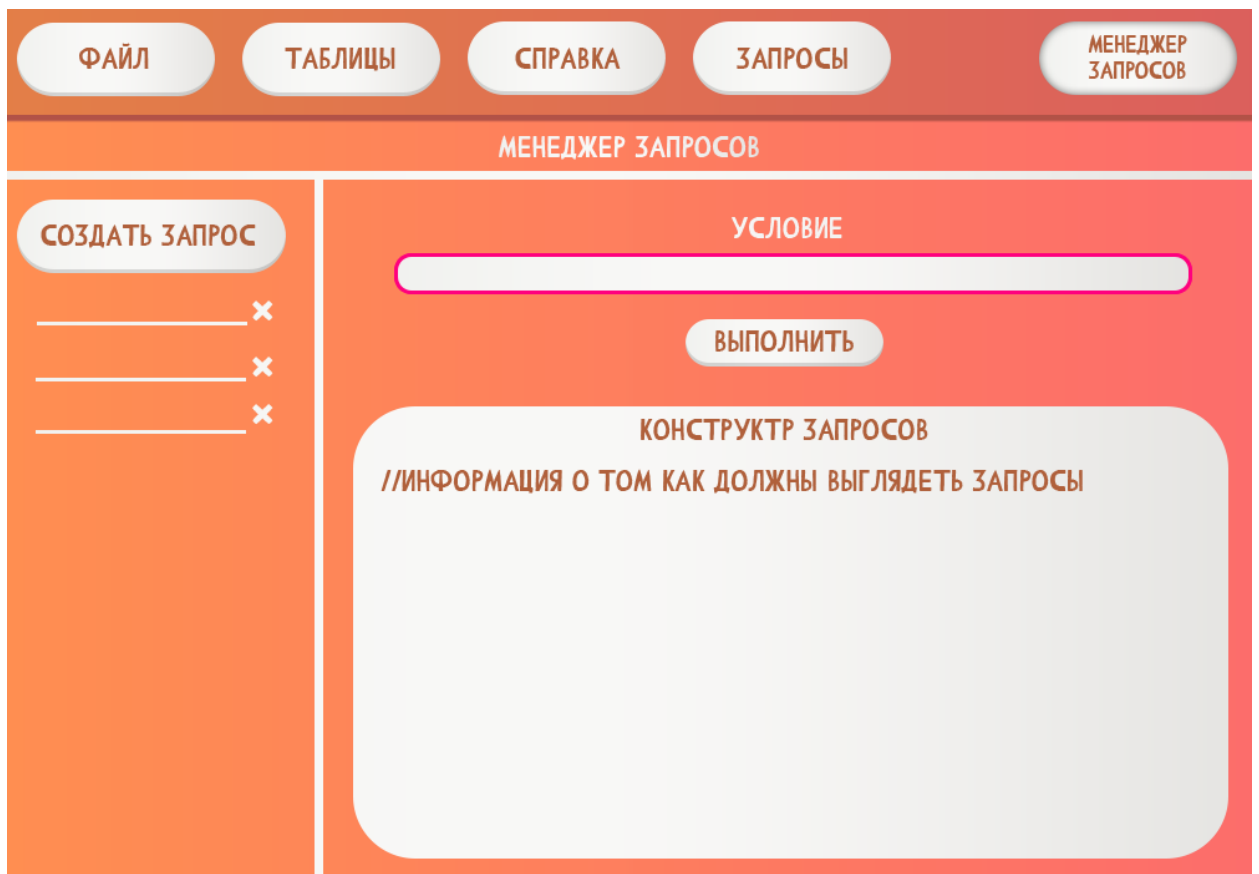 ФАЙЛ
ТАБЛИЦЫ
СПРАВКА
ЗАПРОСЫ
МЕНЕДЖЕР
ЗАПРОСОВ
МЕНЕДЖЕР ЗАПРОСОВ
СОЗДАТЬ ЗАПРОС
УСЛОВИЕ
ВЫПОЛНИТЬ
КОНСТРУКТР ЗАПРОСОВ
//ИНФОРМАЦИЯ О ТОМ КАК ДОЛЖНЫ ВЫГЛЯДЕТЬ ЗАПРОСЫ